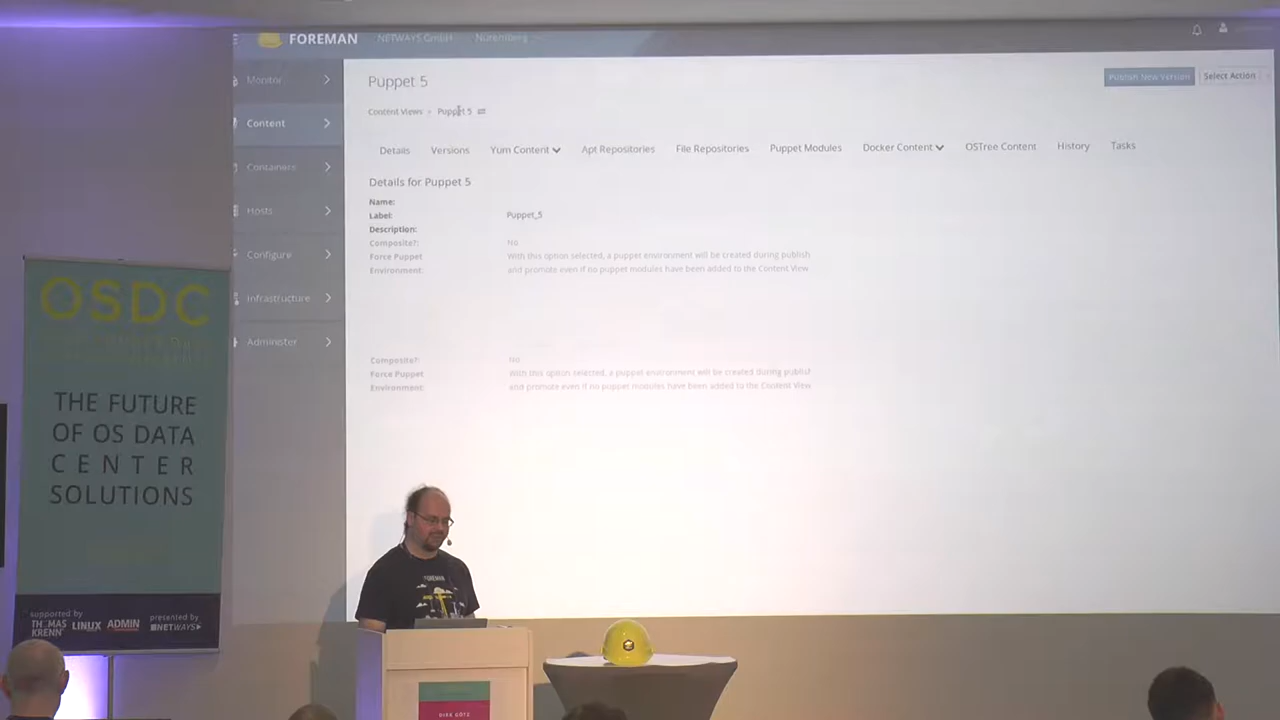 FOREMAN NETWAYS GmbH Nuremberg
Monitor
Content
Containers
Hosts
Configure
Infrastructure
Administer
Puppet 5
Publish New Version Select Action
Content Views » Puppet 5
Details Versions Yum Content Apt Repositories File Repositories Puppet Modules Docker Content OSTree Content History Tasks
Details for Puppet 5
Name:
Label: Puppet_5
Description:
Composite?: No
Force Puppet With this option selected, a puppet environment will be created during publish
Environment: and promote even if no puppet modules have been added to the Content View.
Composite?: No
Force Puppet With this option selected, a puppet environment will be created during publish
Environment: and promote even if no puppet modules have been added to the Content View.
OSDC
THE FUTURE
OF OS DATA
CENTER
SOLUTIONS
supported by
THOMAS
KRENN
LINUX
ADMIN
presented by
NETWAYS
FOREMAN
DIRK GÖTZ